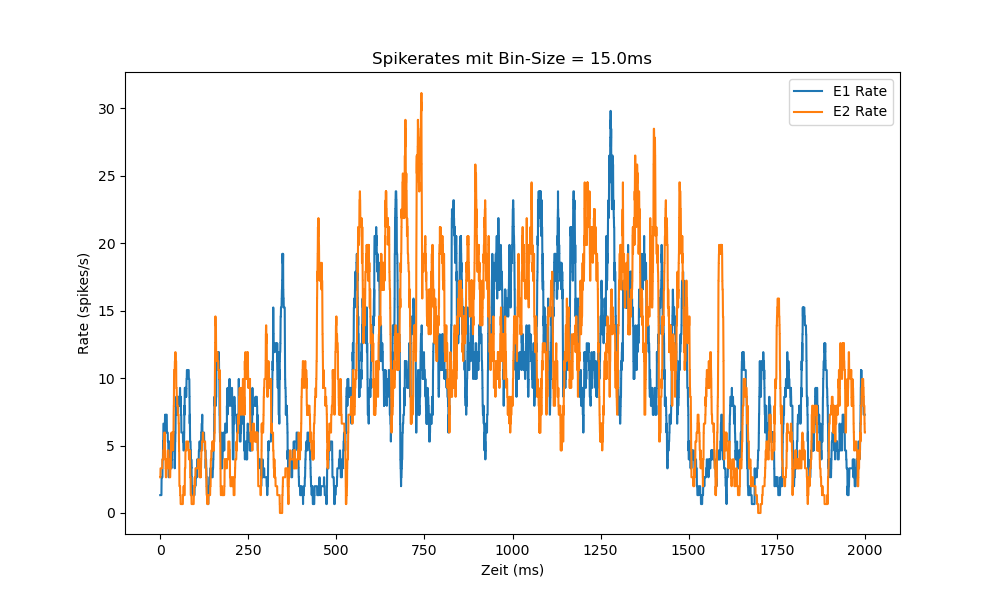 Spikerates mit Bin-Size = 15.0ms
E1 Rate
E2 Rate
Rate (spikes/s)
30
25
20
15
10
5
0
0 250 500 750 1000 1250 1500 1750 2000
Zeit (ms)